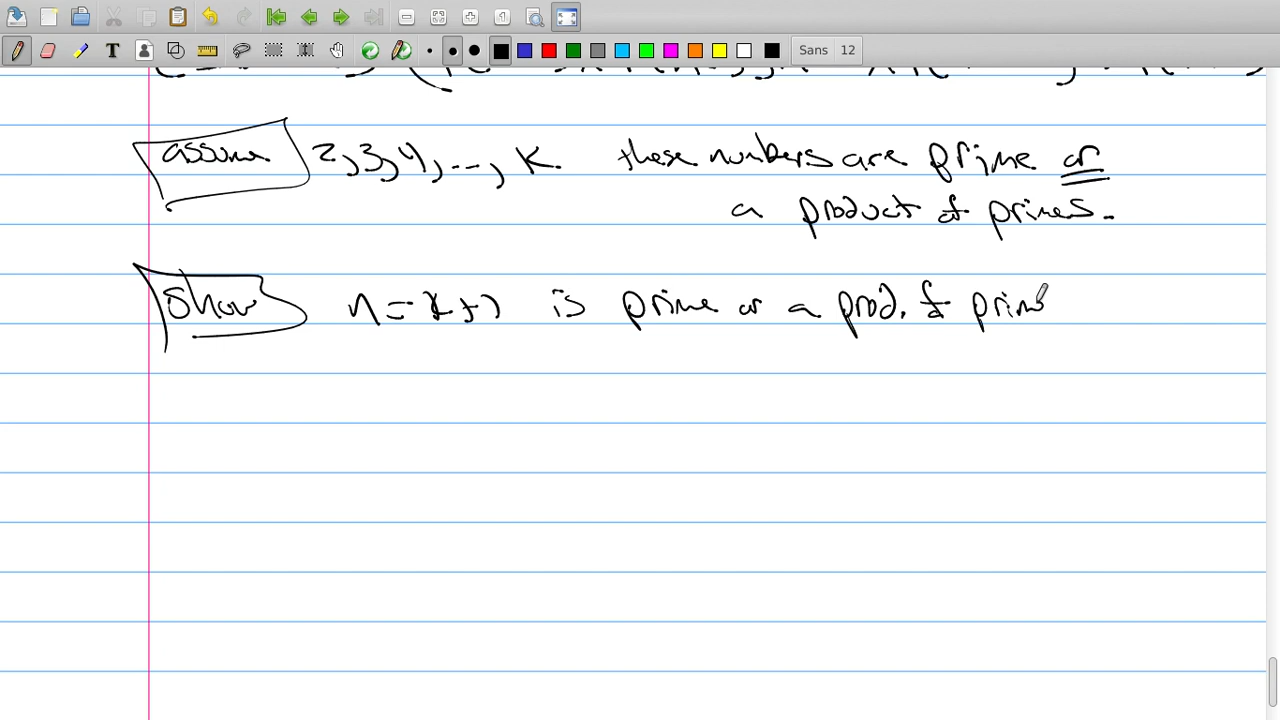 Sans 12
assume 2,3,4,..., K. these numbers are prime or
a product of primes.
Show n=k+1 is prime or a prod. of prim